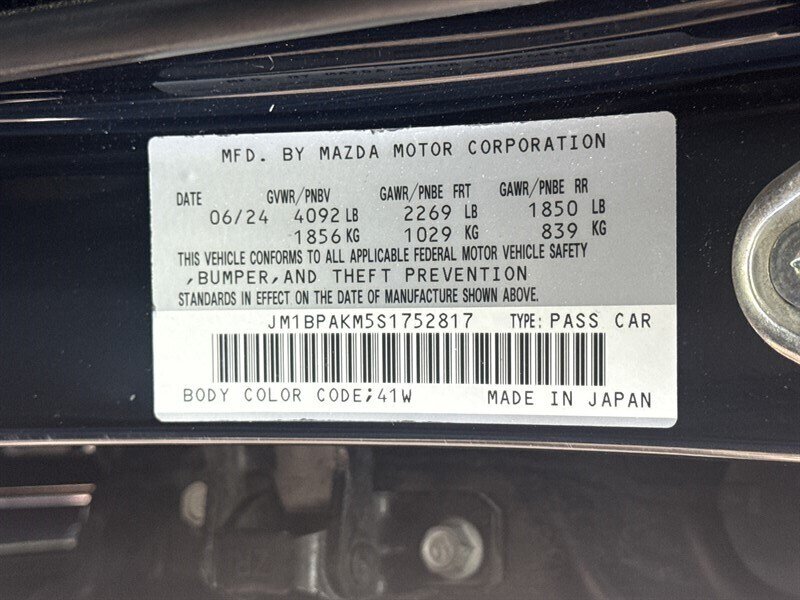 MFD. BY MAZDA MOTOR CORPORATION
DATE GVWR/PNBV GAWR/PNBE FRT GAWR/PNBE RR
06/24 4092 LB 2269 LB 1850 LB
1856 KG 1029 KG 839 KG
THIS VEHICLE CONFORMS TO ALL APPLICABLE FEDERAL MOTOR VEHICLE SAFETY
,BUMPER,AND THEFT PREVENTION
STANDARDS IN EFFECT ON THE DATE OF MANUFACTURE SHOWN ABOVE.
JM1BPAKM5S1752817 TYPE: PASS CAR
BODY COLOR CODE;41W MADE IN JAPAN